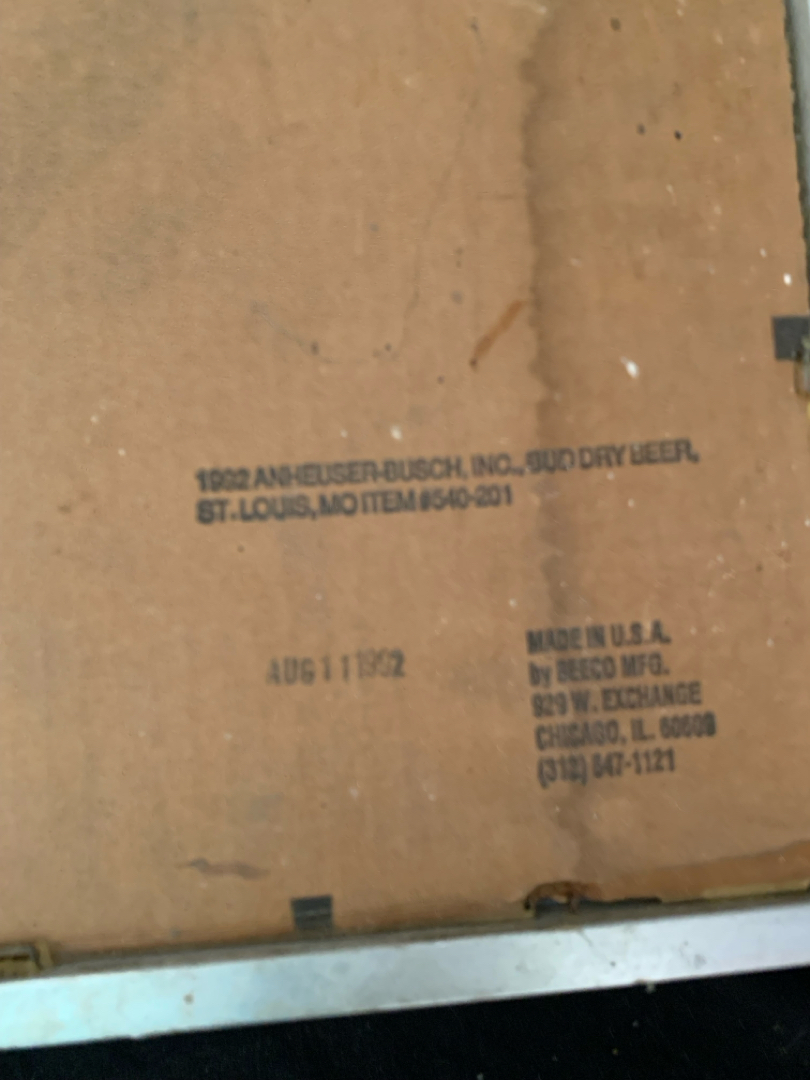 1992 ANHEUSER-BUSCH, INC., BUD DRY BEER,
ST. LOUIS, MO ITEM #540-201
AUG 11 1992
MADE IN U.S.A.
by BEECO MFG.
929 W. EXCHANGE
CHICAGO, IL. 60609
(312) 847-1121